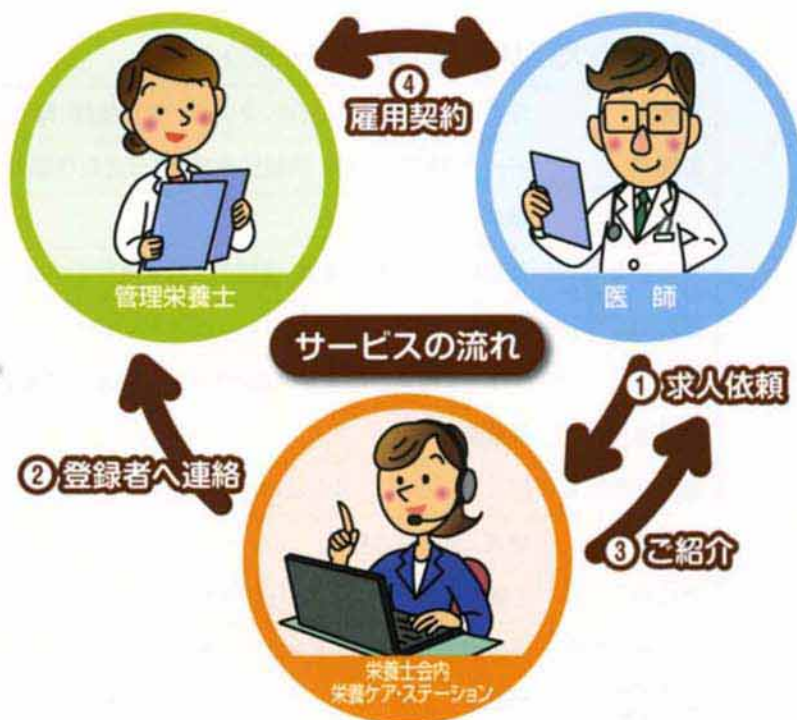 ④
雇用契約
管理栄養士
医 師
サービスの流れ
① 求人依頼
② 登録者へ連絡
③ ご紹介
栄養士会内
栄養ケア・ステーション